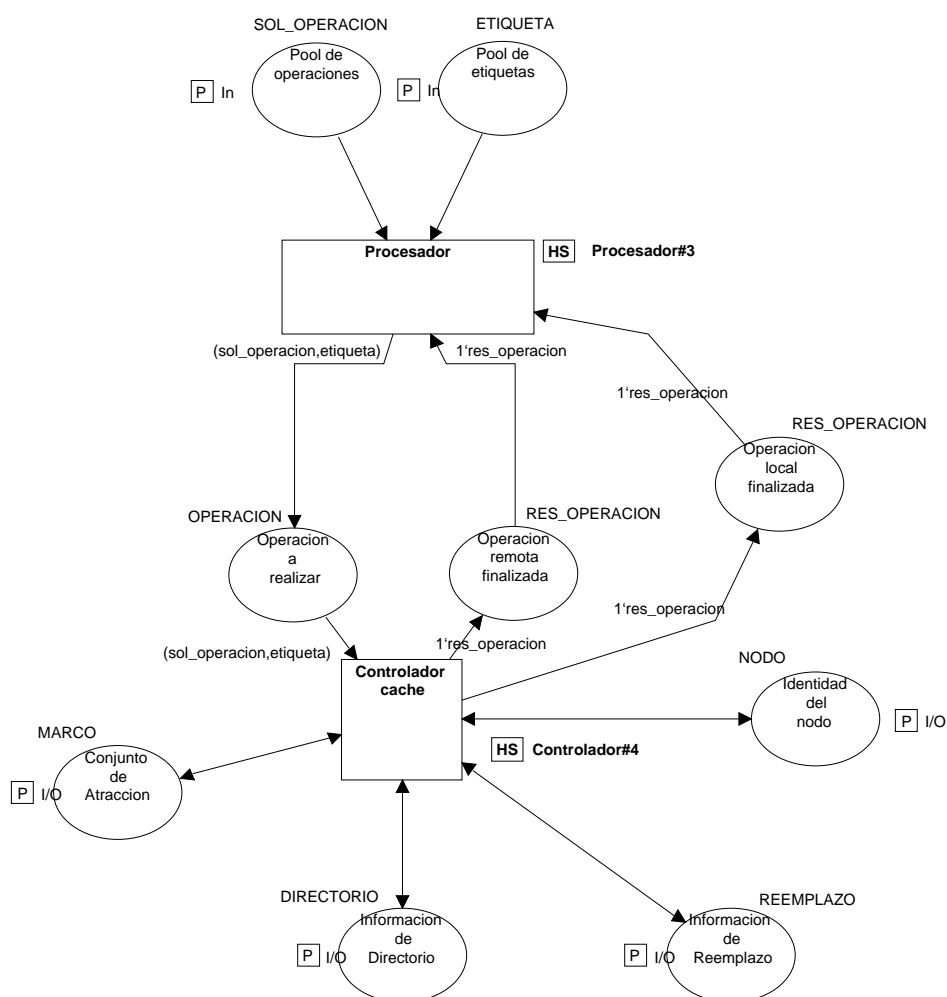 SOL_OPERACION
ETIQUETA
Pool de
operaciones
Pool de
etiquetas
P In
P In
Procesador
HS Procesador#3
(sol_operacion,etiqueta)
1‘res_operacion
1‘res_operacion
RES_OPERACION
Operacion
local
finalizada
OPERACION
RES_OPERACION
Operacion
a
realizar
Operacion
remota
finalizada
1‘res_operacion
(sol_operacion,etiqueta)
1‘res_operacion
Controlador
cache
NODO
Identidad
del
nodo
P I/O
HS Controlador#4
MARCO
Conjunto
de
Atraccion
P I/O
DIRECTORIO
Informacion
de
Directorio
P I/O
REEMPLAZO
Informacion
de
Reemplazo
P I/O